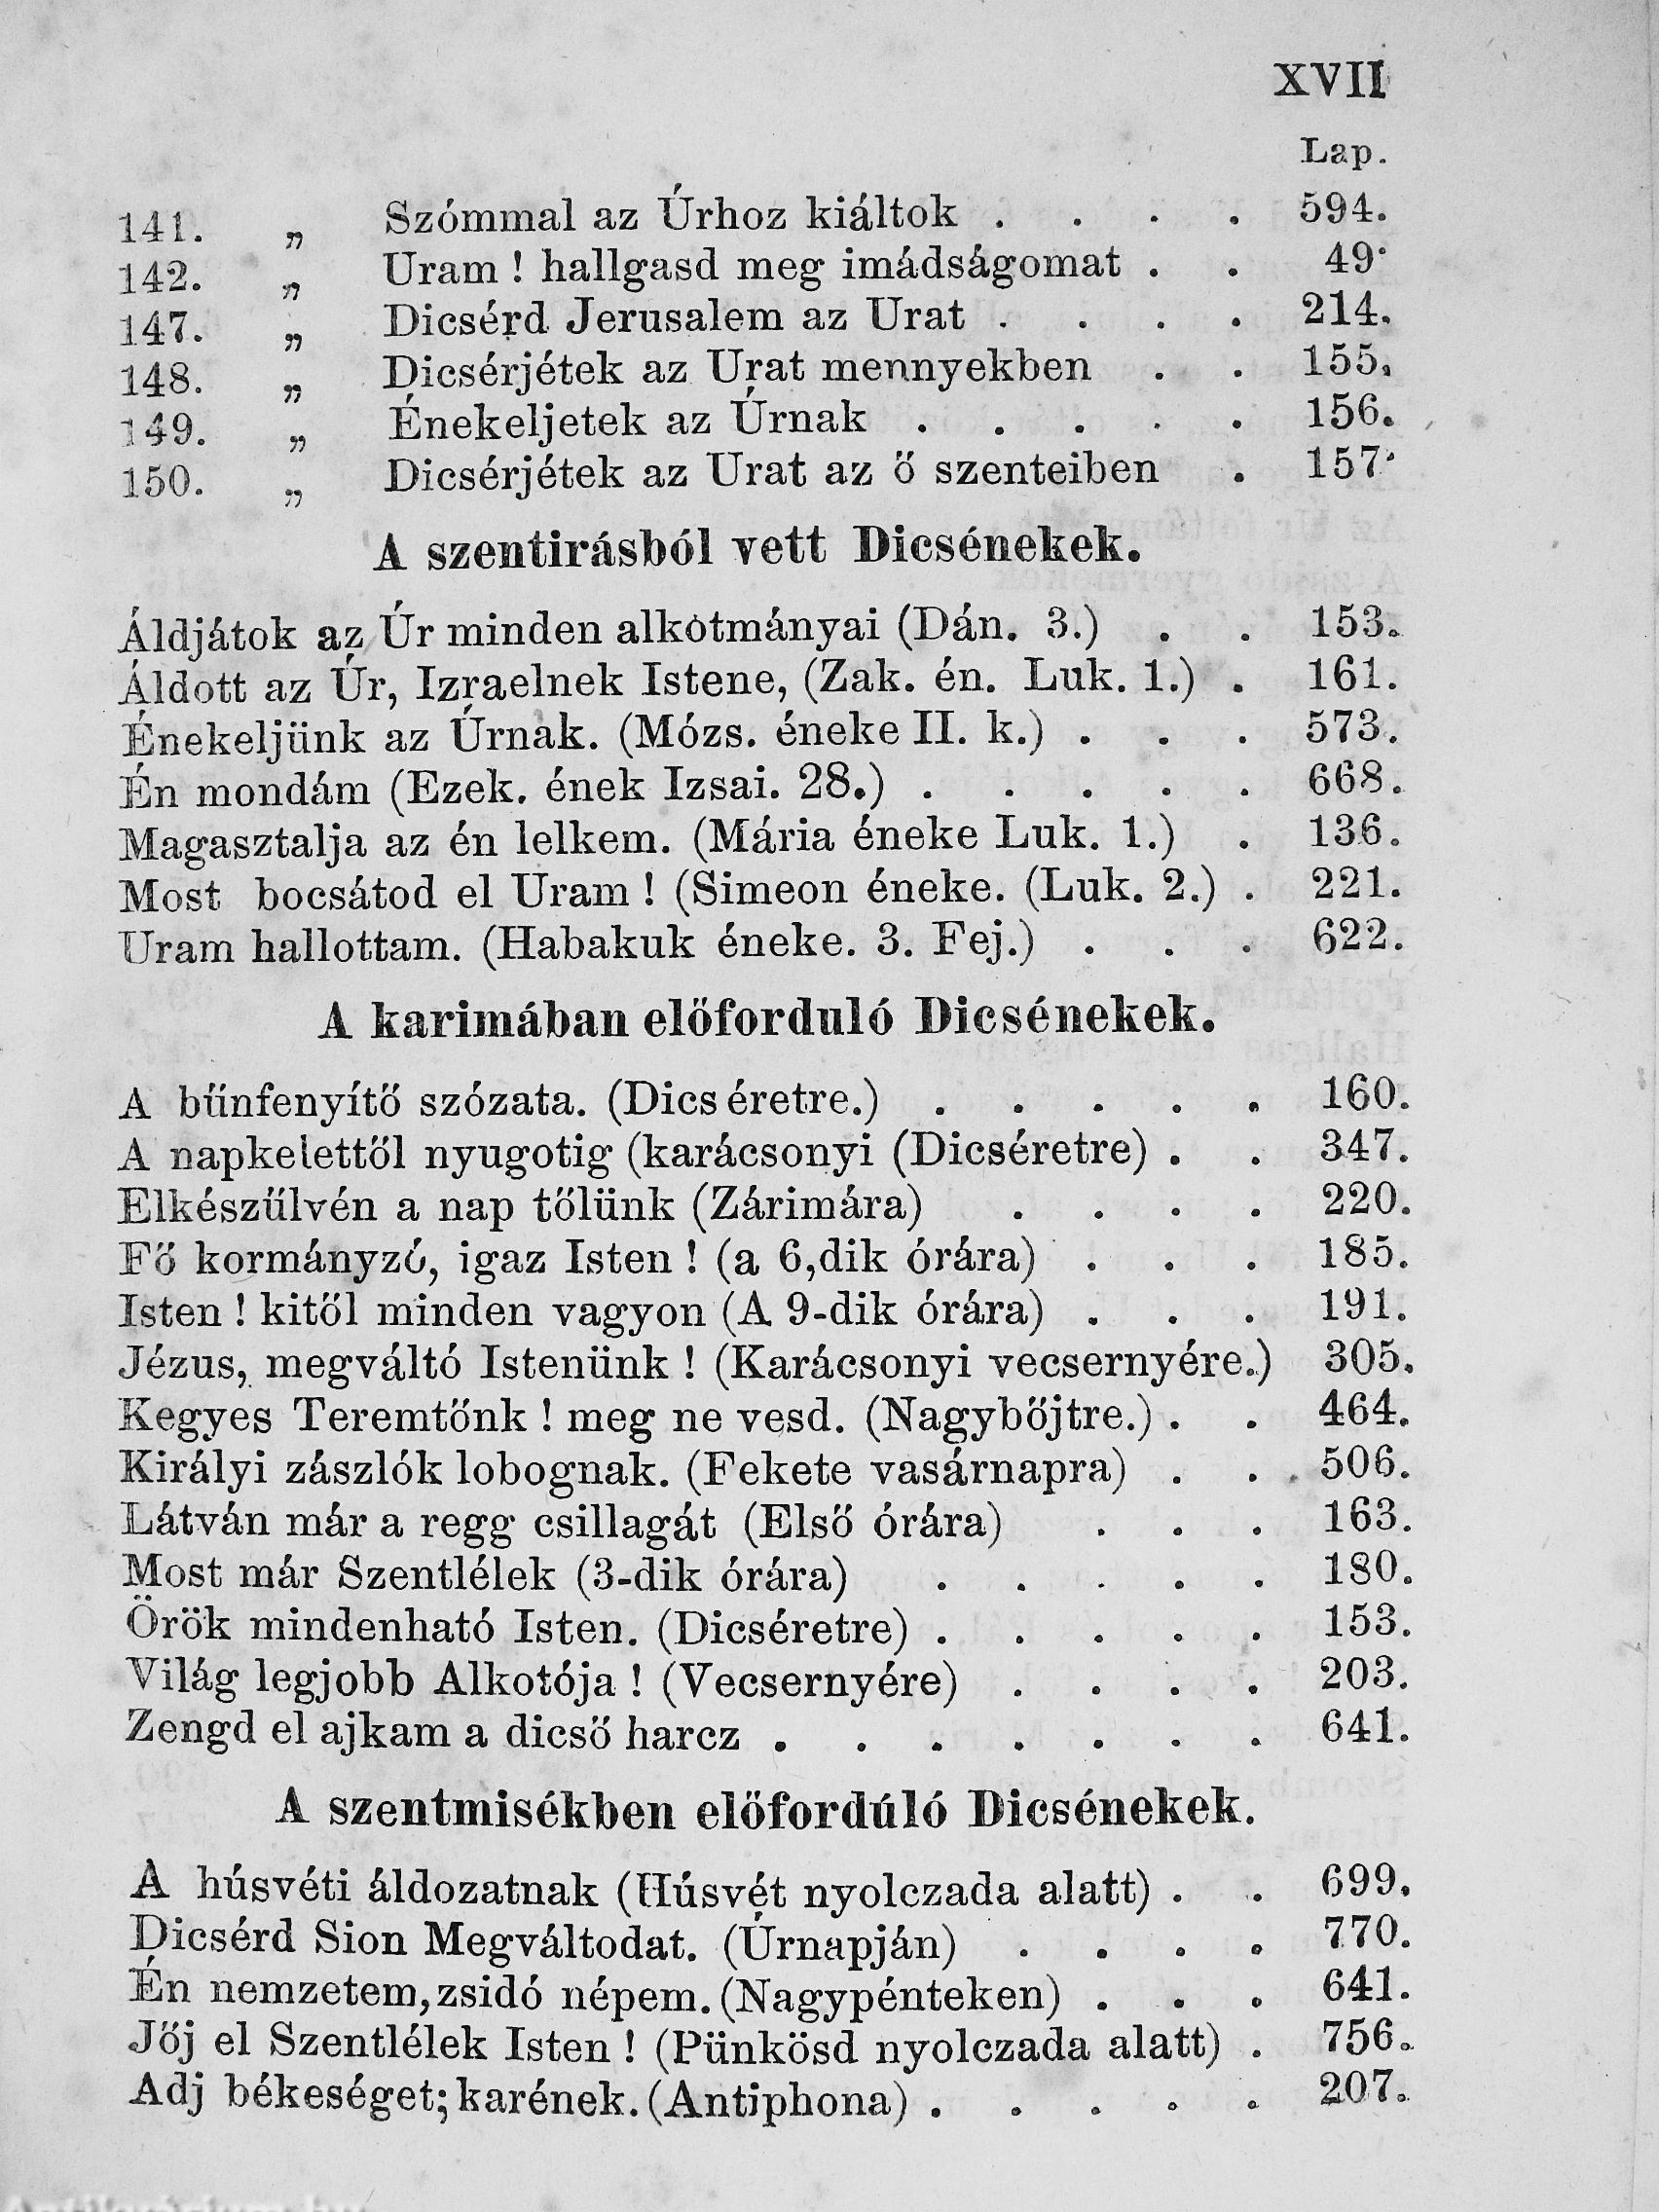 XVII
Lap.
141. „ Szómmal az Úrhoz kiáltok . . . . 594.
142. „ Uram ! hallgasd meg imádságomat . . 49·
147. „ Dicsérd Jerusalem az Urat . . . . 214.
148. „ Dicsérjétek az Urat mennyekben . . 155.
149. „ Énekeljetek az Úrnak . . . . . 156.
150. „ Dicsérjétek az Urat az ő szenteiben . 157·
A szentirásból vett Dicsénekek.
Áldjátok az Úr minden alkotmányai (Dán. 3.) . . 153.
Áldott az Úr, Izraelnek Istene, (Zak. én. Luk. 1.) . 161.
Énekeljünk az Úrnak. (Mózs. éneke II. k.) . . . 573.
Én mondám (Ezek. ének Izsai. 28.) . . . . . 668.
Magasztalja az én lelkem. (Mária éneke Luk. 1.) . 136.
Most bocsátod el Uram ! (Simeon éneke. (Luk. 2.) . 221.
Uram hallottam. (Habakuk éneke. 3. Fej.) . . . 622.
A karimában előforduló Dicsénekek.
A bünfenyítő szózata. (Dicséretre.) . . . . . 160.
A napkelettől nyugotig (karácsonyi (Dicséretre) . . 347.
Elkészűlvén a nap tőlünk (Zárimára) . . . . 220.
Fő kormányzó, igaz Isten ! (a 6,dik órára) . . . 185.
Isten ! kitől minden vagyon (A 9-dik órára) . . . 191.
Jézus, megváltó Istenünk ! (Karácsonyi vecsernyére.) 305.
Kegyes Teremtőnk ! meg ne vesd. (Nagybőjtre.) . . 464.
Királyi zászlók lobognak. (Fekete vasárnapra) . . . 506.
Látván már a regg csillagát (Első órára) . . . 163.
Most már Szentlélek (3-dik órára) . . . . . 180.
Örök mindenható Isten. (Dicséretre) . . . . . 153.
Világ legjobb Alkotója ! (Vecsernyére) . . . . 203.
Zengd el ajkam a dicső harcz . . . . . . . 641.
A szentmisékben előfordúló Dicsénekek.
A húsvéti áldozatnak (Húsvét nyolczada alatt) . . 699.
Dicsérd Sion Megváltodat. (Úrnapján) . . . . 770.
Én nemzetem, zsidó népem. (Nagypénteken) . . . 641.
Jőj el Szentlélek Isten ! (Pünkösd nyolczada alatt) . 756.
Adj békeséget; karének. (Antiphona) . . . . . 207.